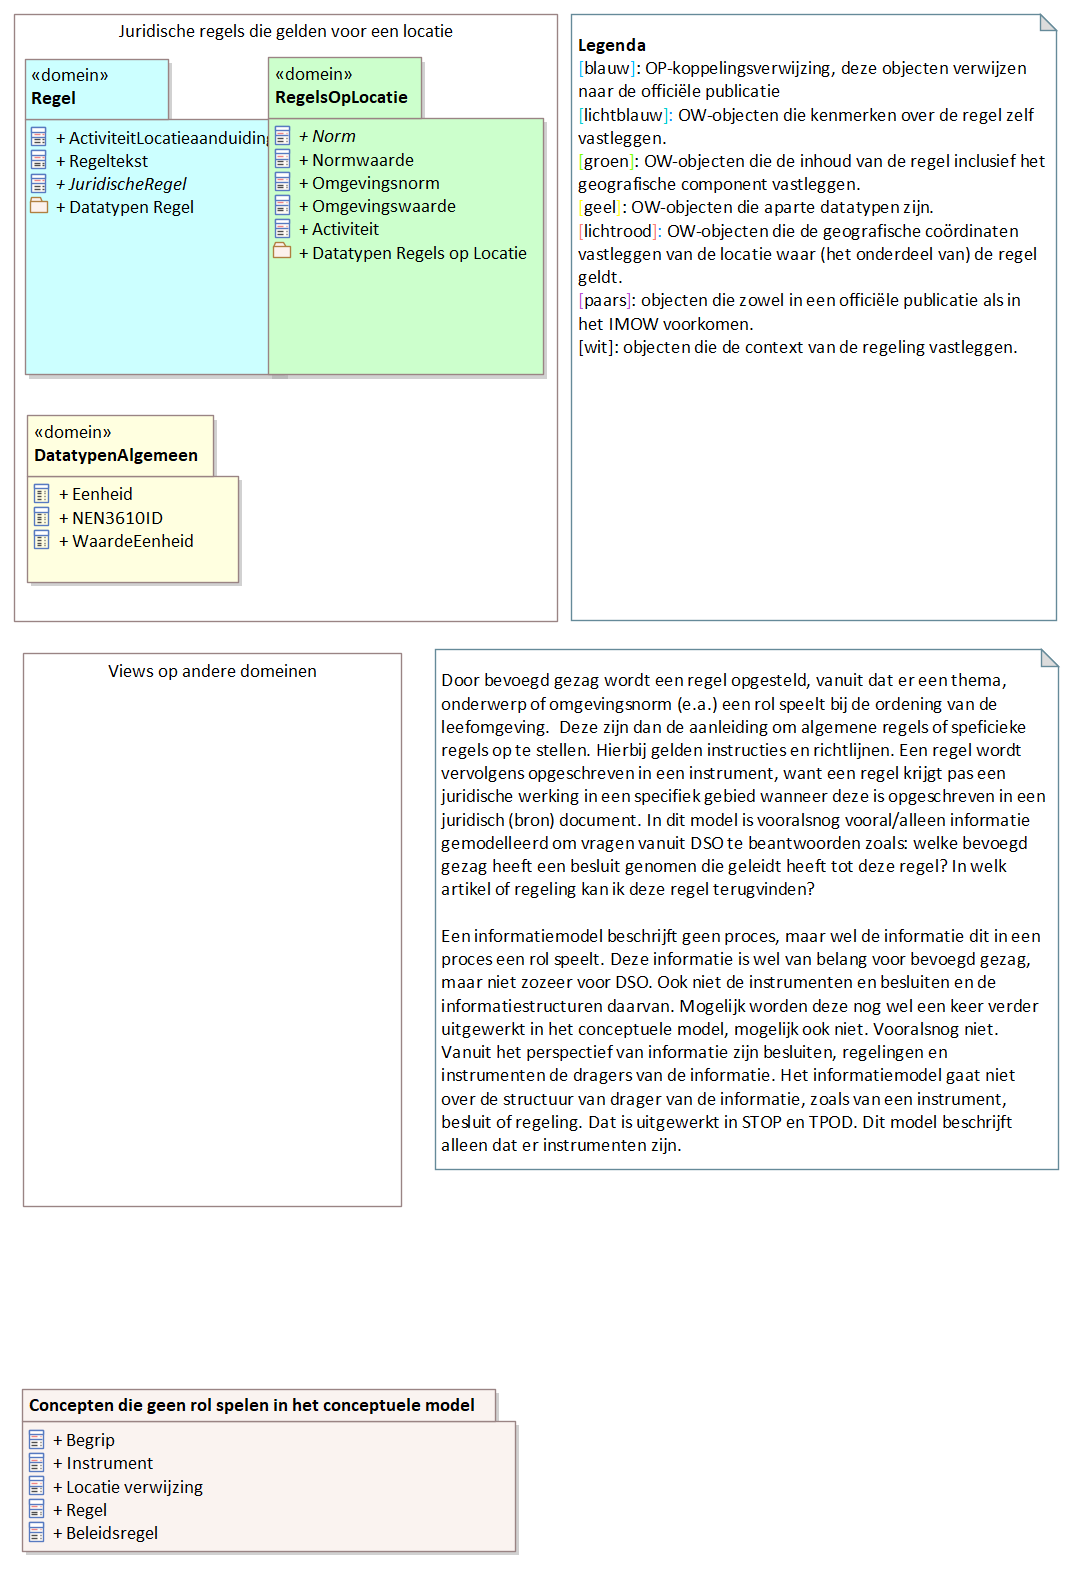 Juridische regels die gelden voor een locatie
«domein»
Regel
+ ActiviteitLocatieaanduiding
+ Regeltekst
+ JuridischeRegel
+ Datatypen Regel
«domein»
RegelsOpLocatie
+ Norm
+ Normwaarde
+ Omgevingsnorm
+ Omgevingswaarde
+ Activiteit
+ Datatypen Regels op Locatie
«domein»
DatatypenAlgemeen
+ Eenheid
+ NEN3610ID
+ WaardeEenheid
Legenda
[blauw]: OP-koppelingsverwijzing, deze objecten verwijzen
naar de officiële publicatie
[lichtblauw]: OW-objecten die kenmerken over de regel zelf
vastleggen.
[groen]: OW-objecten die de inhoud van de regel inclusief het
geografische component vastleggen.
[geel]: OW-objecten die aparte datatypen zijn.
[lichtrood]: OW-objecten die de geografische coördinaten
vastleggen van de locatie waar (het onderdeel van) de regel
geldt.
[paars]: objecten die zowel in een officiële publicatie als in
het IMOW voorkomen.
[wit]: objecten die de context van de regeling vastleggen.
Views op andere domeinen
Door bevoegd gezag wordt een regel opgesteld, vanuit dat er een thema,
onderwerp of omgevingsnorm (e.a.) een rol speelt bij de ordening van de
leefomgeving.  Deze zijn dan de aanleiding om algemene regels of speficieke
regels op te stellen. Hierbij gelden instructies en richtlijnen. Een regel wordt
vervolgens opgeschreven in een instrument, want een regel krijgt pas een
juridische werking in een specifiek gebied wanneer deze is opgeschreven in een
juridisch (bron) document. In dit model is vooralsnog vooral/alleen informatie
gemodelleerd om vragen vanuit DSO te beantwoorden zoals: welke bevoegd
gezag heeft een besluit genomen die geleidt heeft tot deze regel? In welk
artikel of regeling kan ik deze regel terugvinden?
Een informatiemodel beschrijft geen proces, maar wel de informatie dit in een
proces een rol speelt. Deze informatie is wel van belang voor bevoegd gezag,
maar niet zozeer voor DSO. Ook niet de instrumenten en besluiten en de
informatiestructuren daarvan. Mogelijk worden deze nog wel een keer verder
uitgewerkt in het conceptuele model, mogelijk ook niet. Vooralsnog niet.
Vanuit het perspectief van informatie zijn besluiten, regelingen en
instrumenten de dragers van de informatie. Het informatiemodel gaat niet
over de structuur van drager van de informatie, zoals van een instrument,
besluit of regeling. Dat is uitgewerkt in STOP en TPOD. Dit model beschrijft
alleen dat er instrumenten zijn.
Concepten die geen rol spelen in het conceptuele model
+ Begrip
+ Instrument
+ Locatie verwijzing
+ Regel
+ Beleidsregel